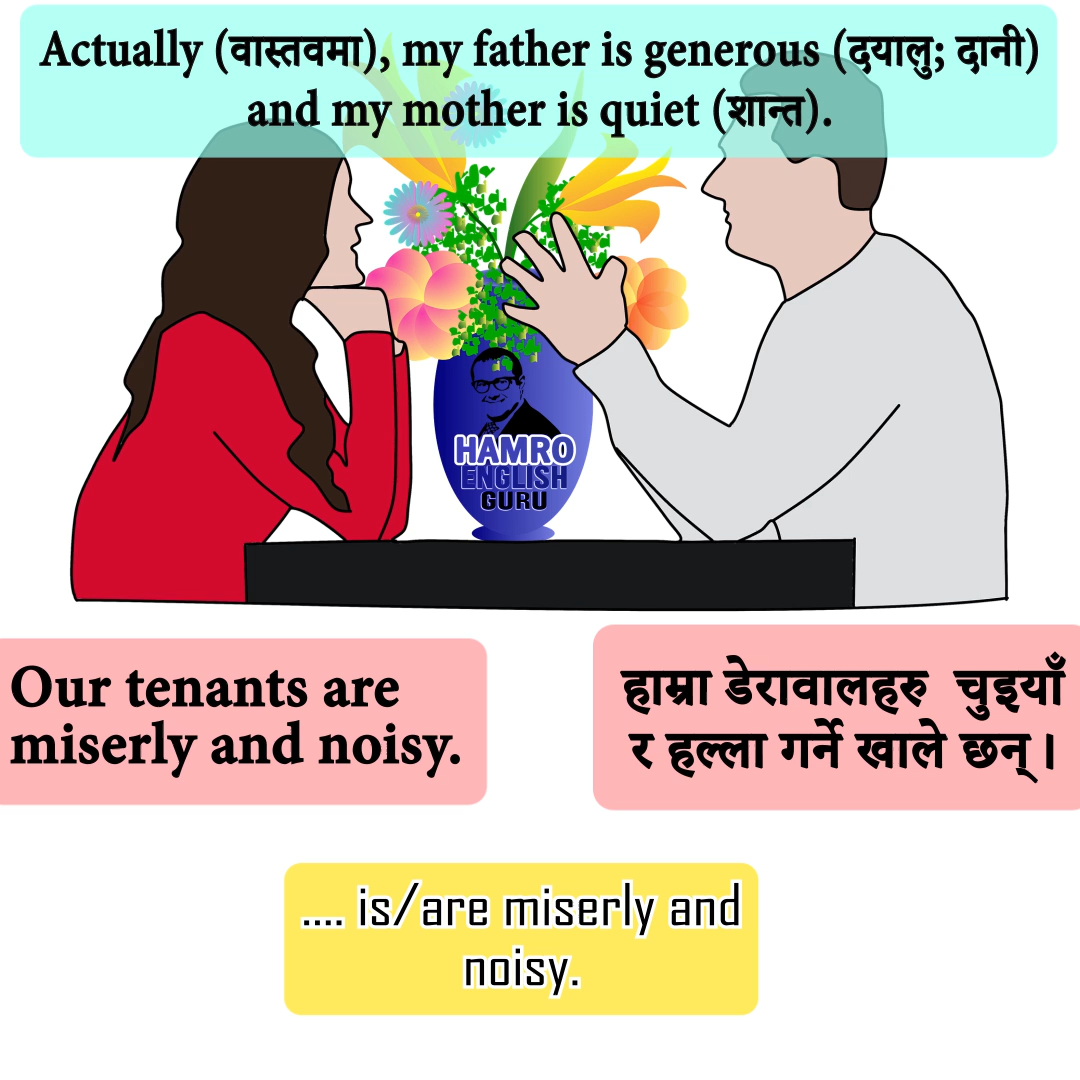 Actually (वास्तवमा), my father is generous (दयालु; दानी)
and my mother is quiet (शान्त).
HAMRO
ENGLISH
GURU
Our tenants are
miserly and noisy.
हाम्रा डेरावालहरु चुइयाँ
र हल्ला गर्ने खाले छन् ।
.... is/are miserly and
noisy.